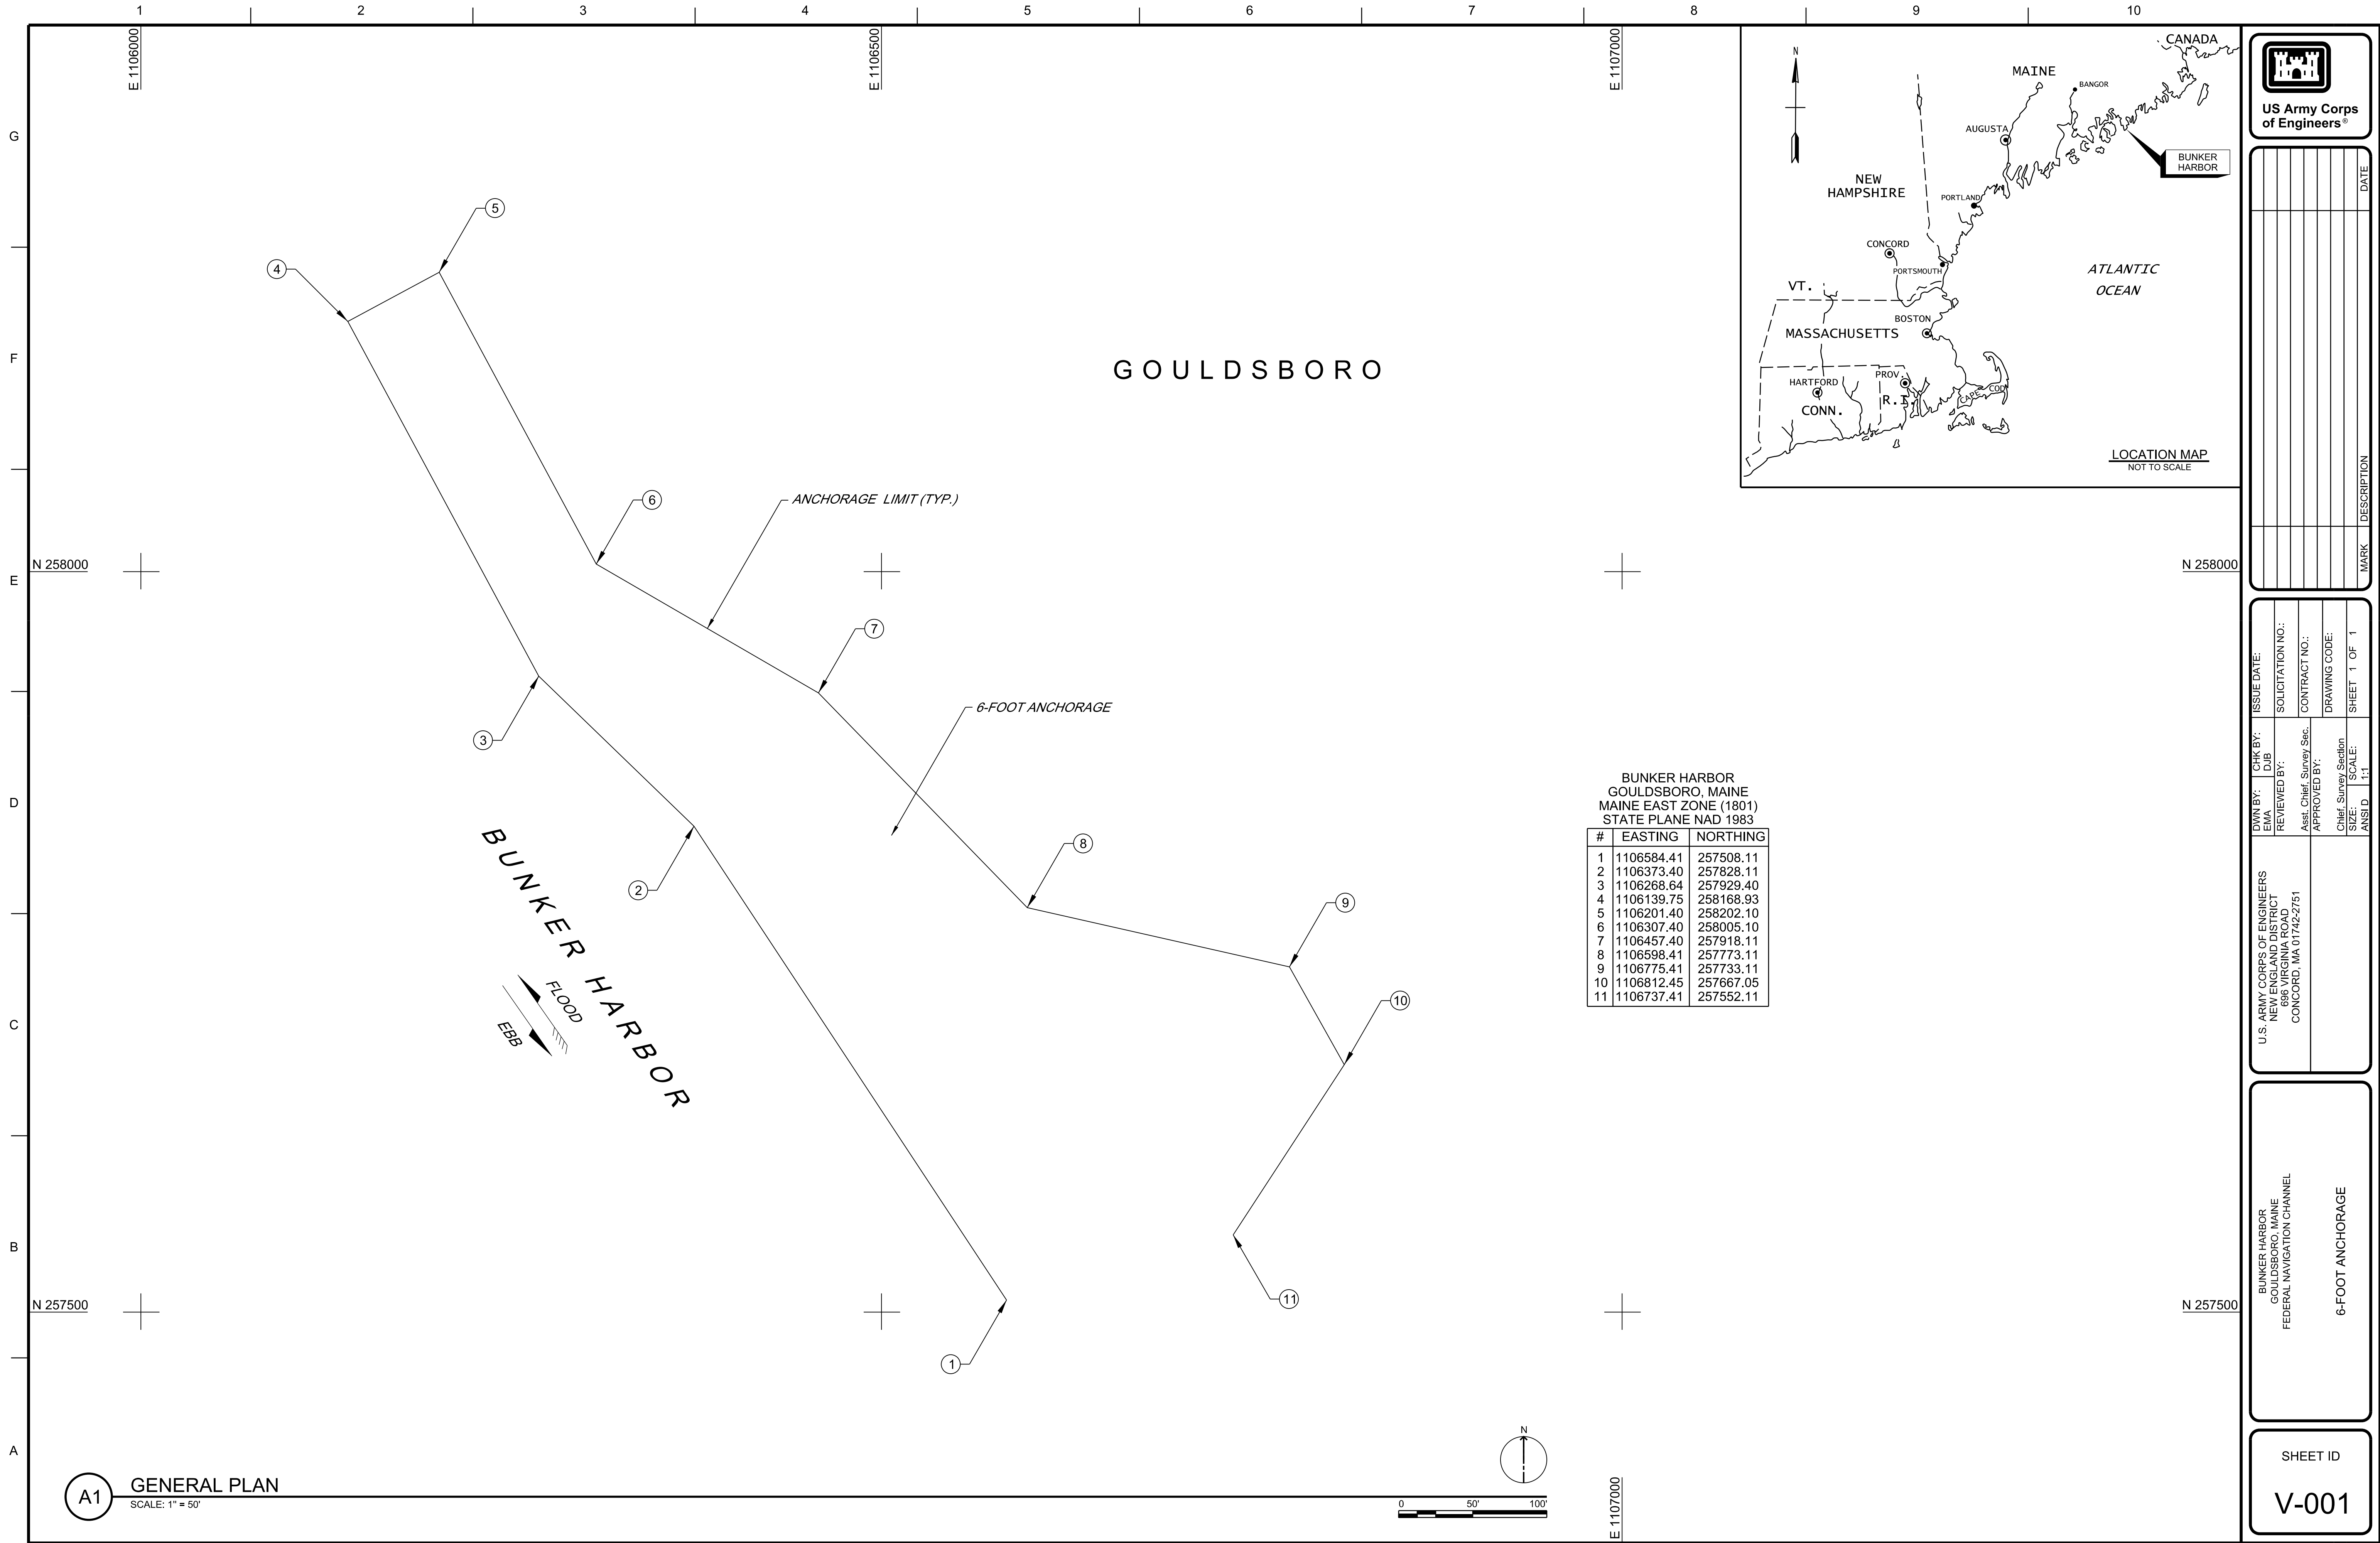 1 2 3 4 5 6 7 8 9 10
G
F
E
D
C
B
A
E 1106000
E 1106500
E 1107000
N 258000
N 258000
N 257500
N 257500
E 1107000
5
4
6
ANCHORAGE LIMIT (TYP.)
7
3
6-FOOT ANCHORAGE
8
2
9
10
11
1
GOULDSBORO
BUNKER HARBOR
FLOOD
EBB
N
CANADA
MAINE
BANGOR
AUGUSTA
BUNKER
HARBOR
NEW
HAMPSHIRE
PORTLAND
CONCORD
PORTSMOUTH
ATLANTIC
OCEAN
VT.
BOSTON
MASSACHUSETTS
HARTFORD
PROV.
R.I.
CAPE COD
CONN.
LOCATION MAP
NOT TO SCALE
BUNKER HARBOR
GOULDSBORO, MAINE
MAINE EAST ZONE (1801)
STATE PLANE NAD 1983
# EASTING NORTHING
1 1106584.41 257508.11
2 1106373.40 257828.11
3 1106268.64 257929.40
4 1106139.75 258168.93
5 1106201.40 258202.10
6 1106307.40 258005.10
7 1106457.40 257918.11
8 1106598.41 257773.11
9 1106775.41 257733.11
10 1106812.45 257667.05
11 1106737.41 257552.11
A1
GENERAL PLAN
SCALE: 1" = 50'
N
0 50' 100'
US Army Corps
of Engineers®
MARK DESCRIPTION DATE
ISSUE DATE:
SOLICITATION NO.:
CONTRACT NO.:
DRAWING CODE:
SHEET 1 OF 1
DWN BY:
EMA
CHK BY:
DJB
REVIEWED BY:
Asst. Chief, Survey Sec.
APPROVED BY:
Chief, Survey Section
SIZE:
ANSI D
SCALE:
1:1
U.S. ARMY CORPS OF ENGINEERS
NEW ENGLAND DISTRICT
696 VIRGINIA ROAD
CONCORD, MA 01742-2751
BUNKER HARBOR
GOULDSBORO, MAINE
FEDERAL NAVIGATION CHANNEL
6-FOOT ANCHORAGE
SHEET ID
V-001